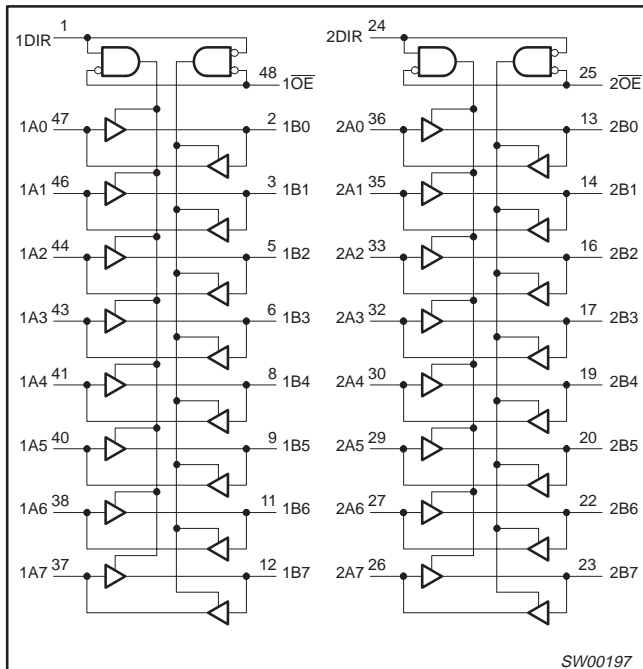 1DIR 1 2DIR 24
48 1O̅E̅ 25 2O̅E̅
1A0 47 2 1B0 2A0 36 13 2B0
1A1 46 3 1B1 2A1 35 14 2B1
1A2 44 5 1B2 2A2 33 16 2B2
1A3 43 6 1B3 2A3 32 17 2B3
1A4 41 8 1B4 2A4 30 19 2B4
1A5 40 9 1B5 2A5 29 20 2B5
1A6 38 11 1B6 2A6 27 22 2B6
1A7 37 12 1B7 2A7 26 23 2B7
SW00197